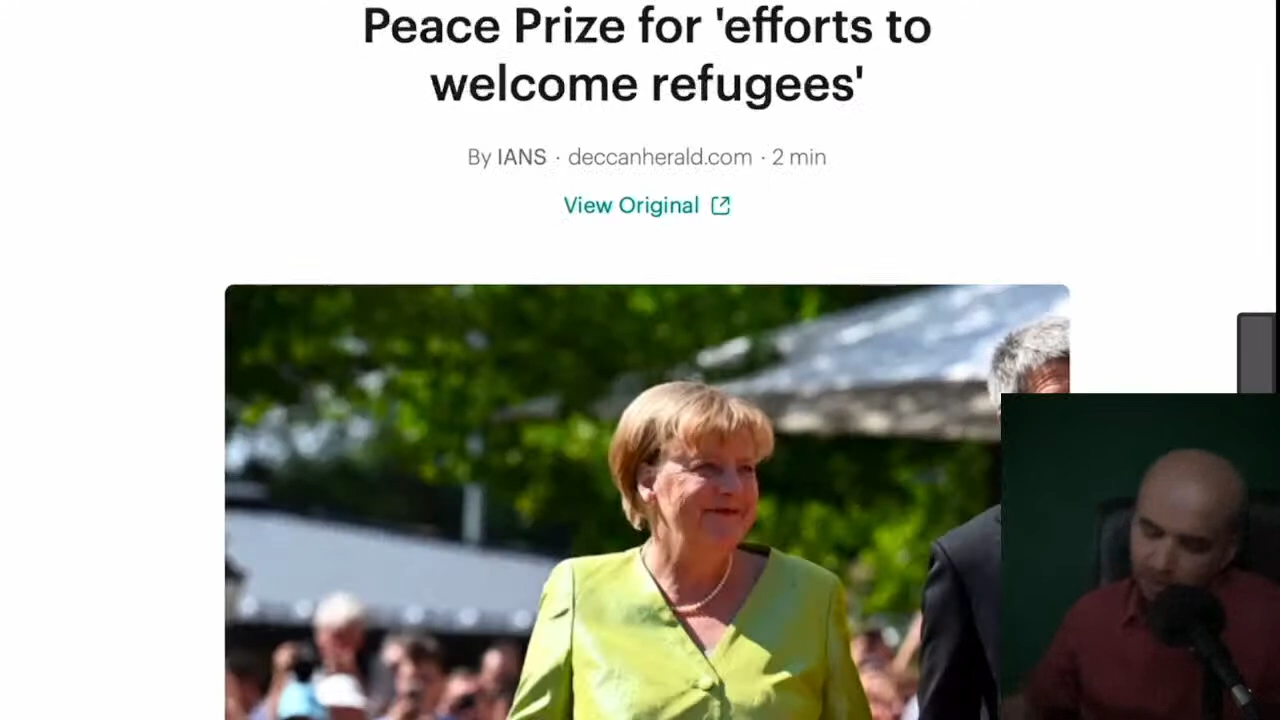 Peace Prize for 'efforts to
welcome refugees'
By IANS · deccanherald.com · 2 min
View Original